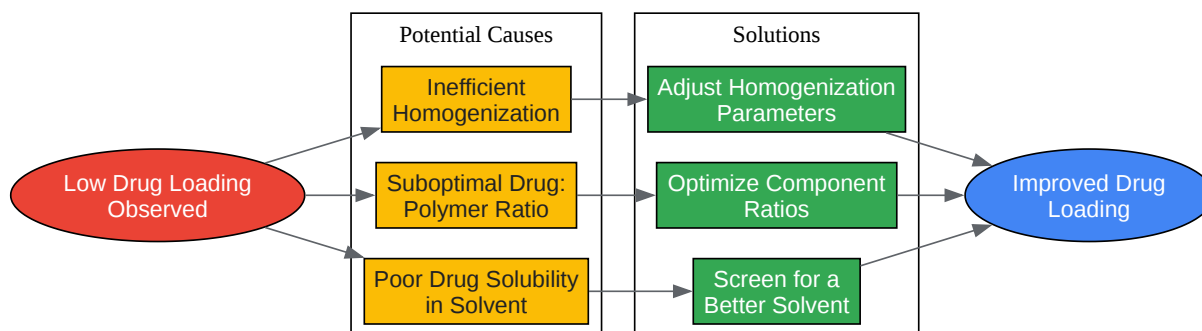 Potential Causes
Solutions
Inefficient
Homogenization
Adjust Homogenization
Parameters
Low Drug Loading
Observed
Suboptimal Drug:
Polymer Ratio
Optimize Component
Ratios
Improved Drug
Loading
Poor Drug Solubility
in Solvent
Screen for a
Better Solvent